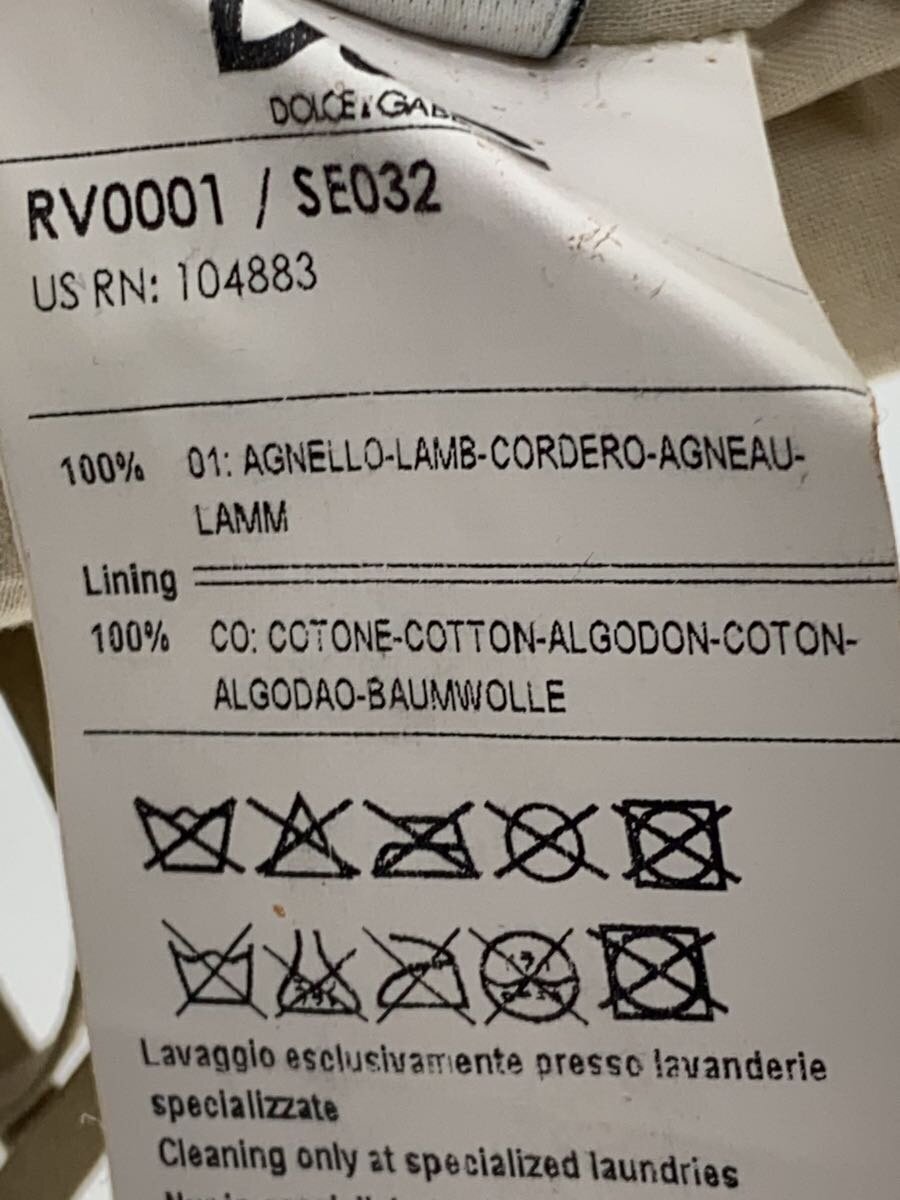 DOLCE & GAB
RV0001 / SE032
US RN: 104883
100% 01: AGNELLO-LAMB-CORDERO-AGNEAU-
LAMM
Lining
100% CO: COTONE-COTTON-ALGODON-COTON-
ALGODAO-BAUMWOLLE
Lavaggio esclusivamente presso lavanderie
specializzate
Cleaning only at specialized laundries